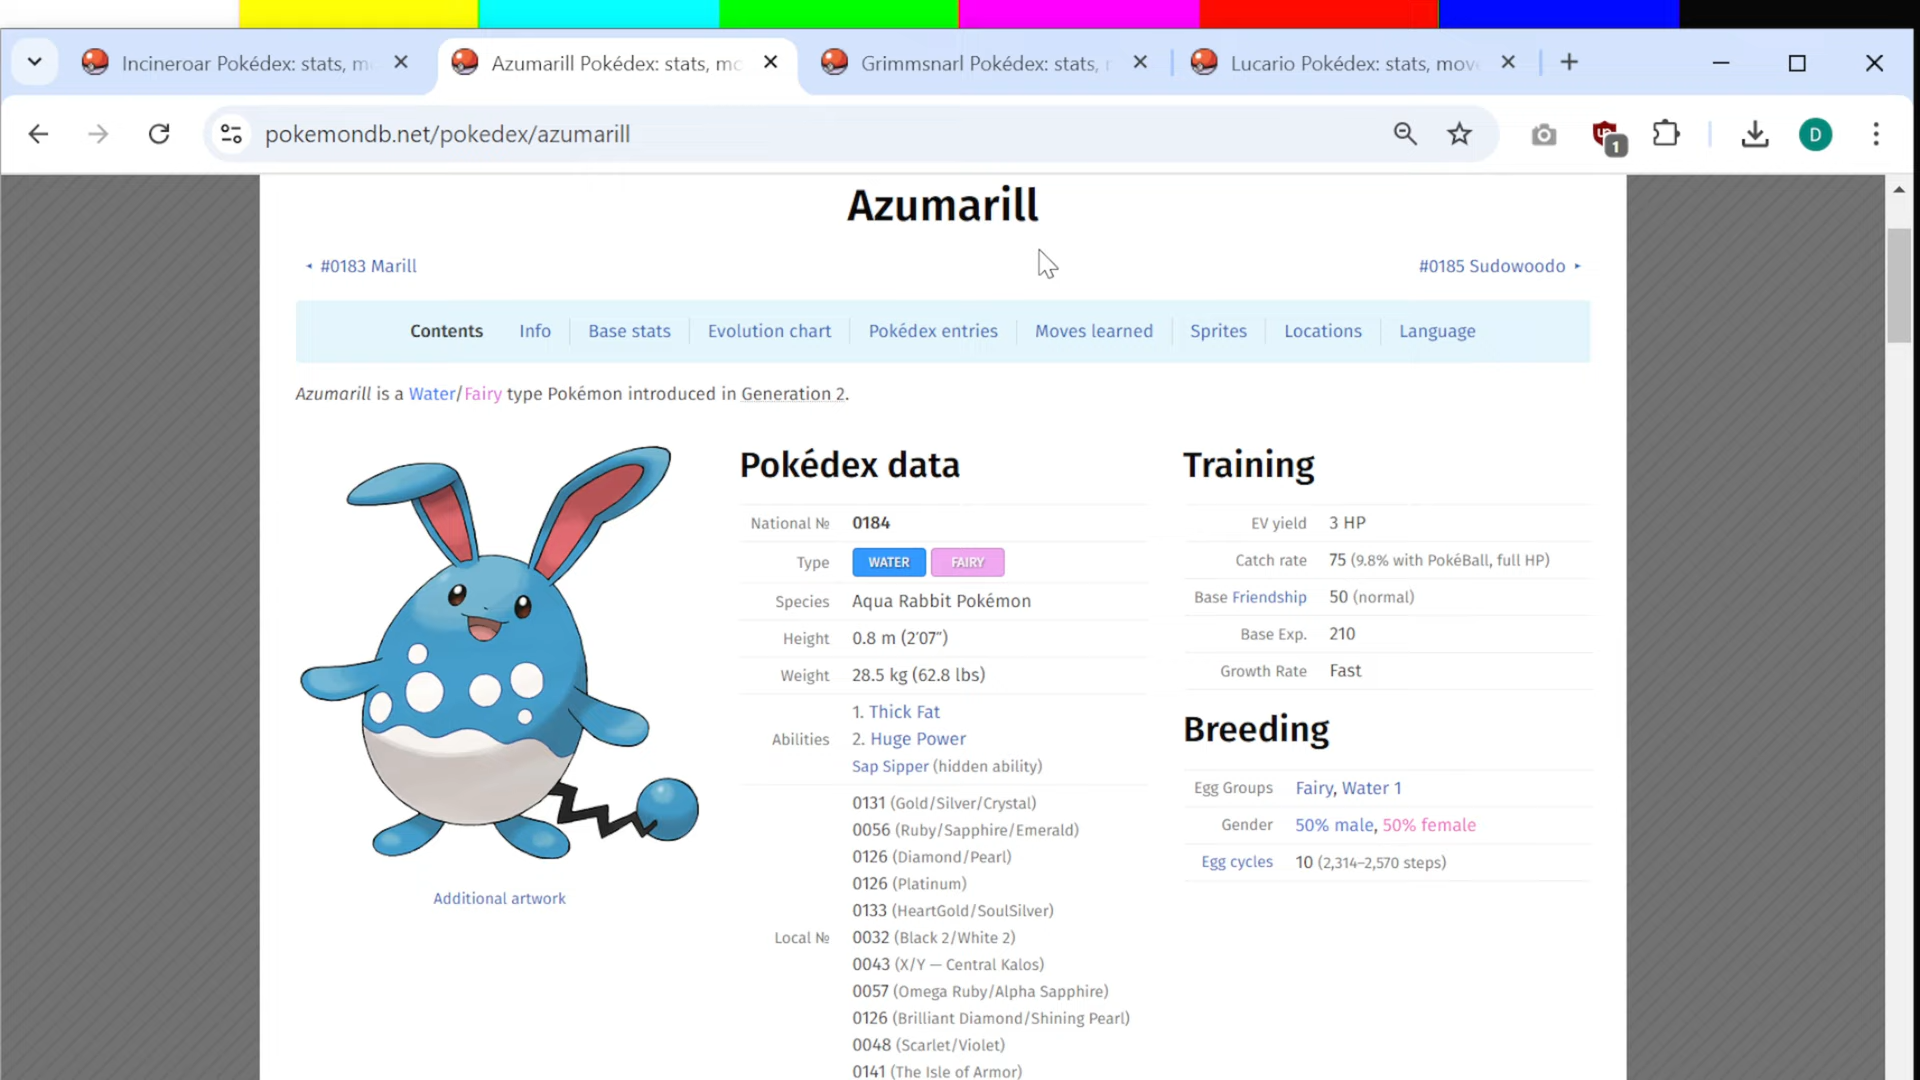 Incineroar Pokédex: stats, m
Azumarill Pokédex: stats, mo
Grimmsnarl Pokédex: stats, r
Lucario Pokédex: stats, mov
pokemondb.net/pokedex/azumarill
1
D
Azumarill
#0183 Marill
#0185 Sudowoodo
Contents Info Base stats Evolution chart Pokédex entries Moves learned Sprites Locations Language
Azumarill is a Water/Fairy type Pokémon introduced in Generation 2.
Additional artwork
Pokédex data
National № 0184
Type WATER FAIRY
Species Aqua Rabbit Pokémon
Height 0.8 m (2′07″)
Weight 28.5 kg (62.8 lbs)
Abilities
1. Thick Fat
2. Huge Power
Sap Sipper (hidden ability)
Local №
0131 (Gold/Silver/Crystal)
0056 (Ruby/Sapphire/Emerald)
0126 (Diamond/Pearl)
0126 (Platinum)
0133 (HeartGold/SoulSilver)
0032 (Black 2/White 2)
0043 (X/Y — Central Kalos)
0057 (Omega Ruby/Alpha Sapphire)
0126 (Brilliant Diamond/Shining Pearl)
0048 (Scarlet/Violet)
0141 (The Isle of Armor)
Training
EV yield 3 HP
Catch rate 75 (9.8% with PokéBall, full HP)
Base Friendship 50 (normal)
Base Exp. 210
Growth Rate Fast
Breeding
Egg Groups Fairy, Water 1
Gender 50% male, 50% female
Egg cycles 10 (2,314–2,570 steps)